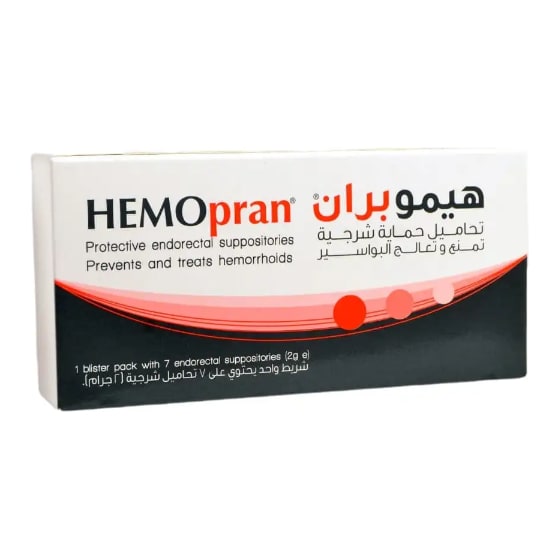 HEMOpran®
Protective endorectal suppositories
Prevents and treats hemorrhoids
هيموبران®
تحاميل حماية شرجية
تمنع و تعالج البواسير
1 blister pack with 7 endorectal suppositories (2g e)
شريط واحد يحتوي على ٧ تحاميل شرجية (٢ جرام).